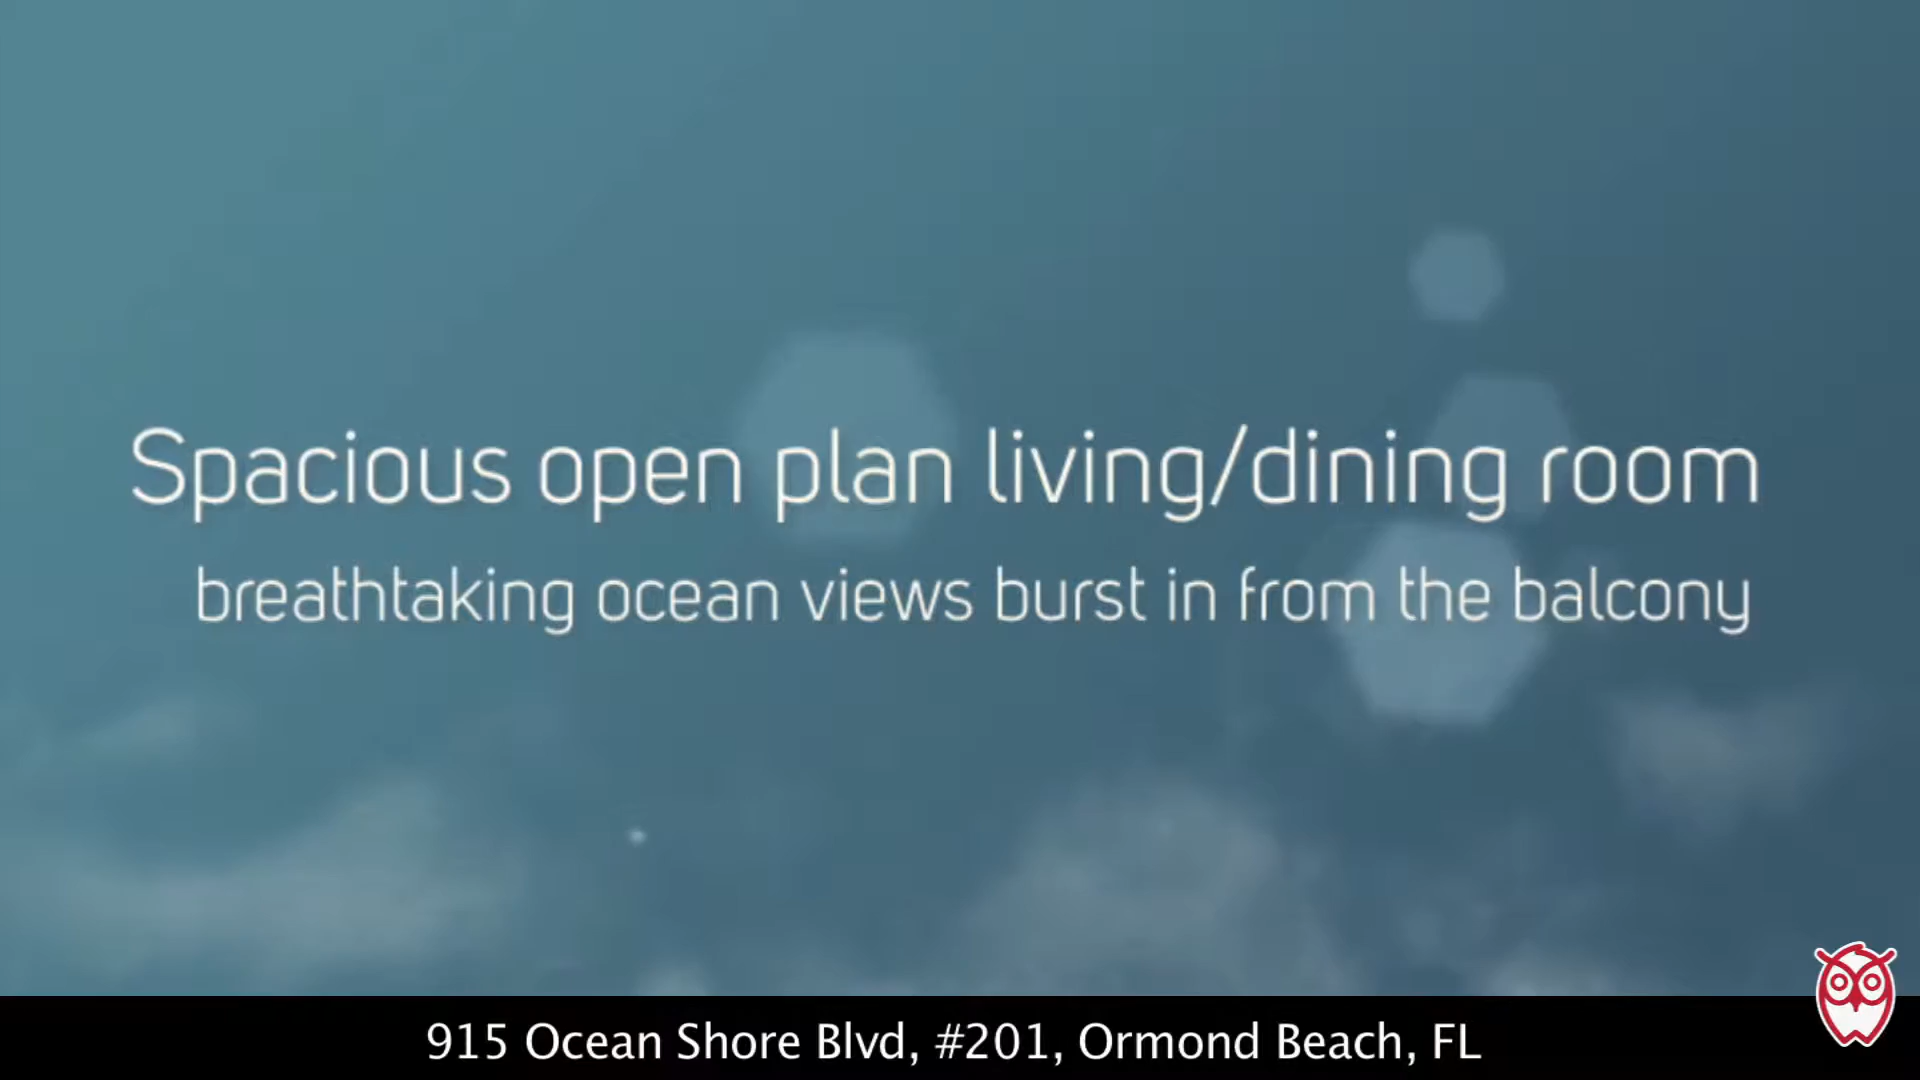 Spacious open plan living/dining room
breathtaking ocean views burst in from the balcony
915 Ocean Shore Blvd, #201, Ormond Beach, FL